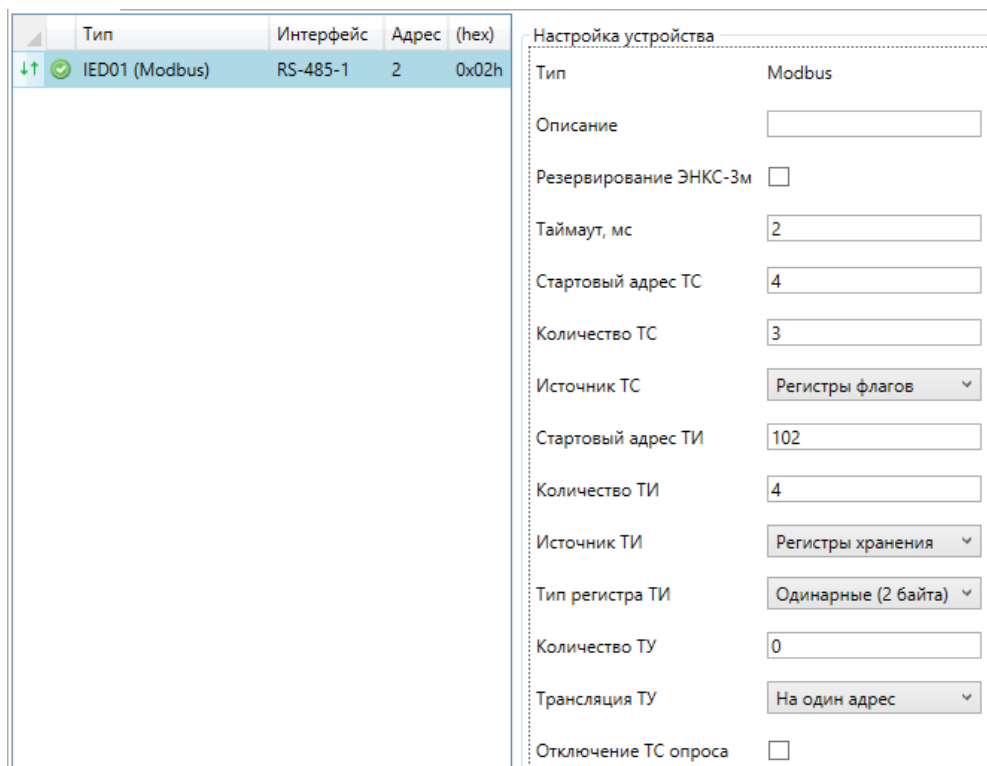 Тип Интерфейс Адрес (hex)
IED01 (Modbus) RS-485-1 2 0x02h
Настройка устройства
Тип Modbus
Описание
Резервирование ЭНКС-3м
Таймаут, мс 2
Стартовый адрес ТС 4
Количество ТС 3
Источник ТС Регистры флагов
Стартовый адрес ТИ 102
Количество ТИ 4
Источник ТИ Регистры хранения
Тип регистра ТИ Одинарные (2 байта)
Количество ТУ 0
Трансляция ТУ На один адрес
Отключение ТС опроса